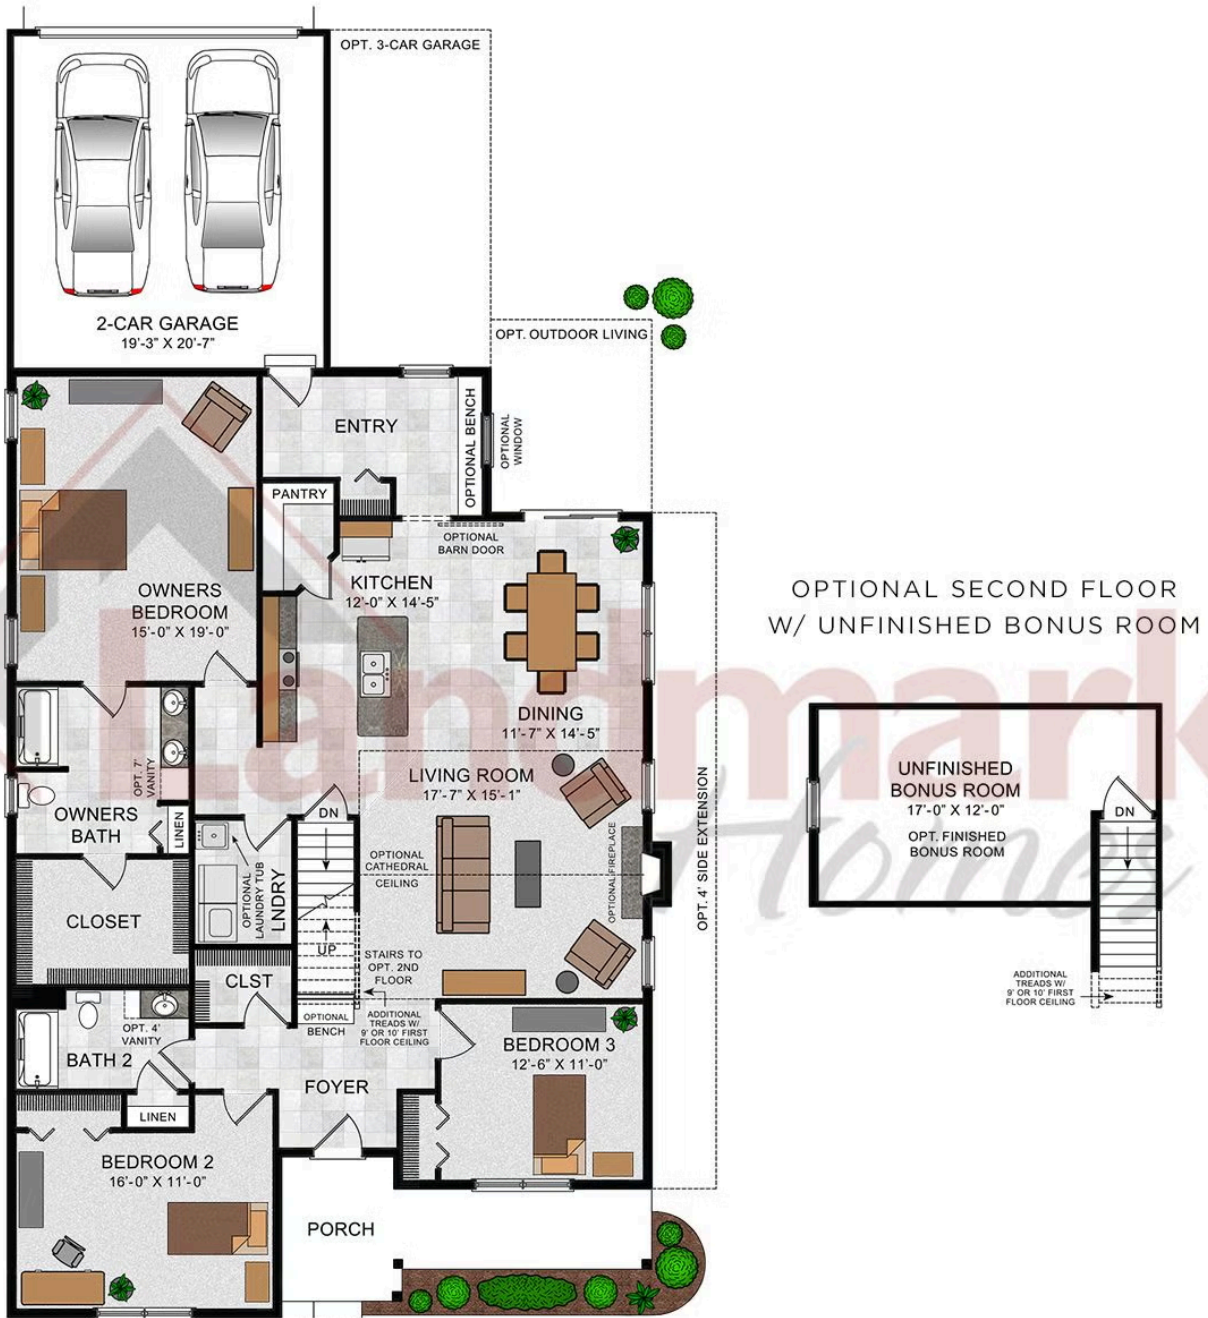 OPT. 3-CAR GARAGE
2-CAR GARAGE
19'-3" X 20'-7"
OPT. OUTDOOR LIVING
ENTRY
OPTIONAL BENCH
OPTIONAL
WINDOW
PANTRY
OPTIONAL
BARN DOOR
KITCHEN
12'-0" X 14'-5"
OWNERS
BEDROOM
15'-0" X 19'-0"
DINING
11'-7" X 14'-5"
OPT. 7'
VANITY
OWNERS
BATH
LINEN
LIVING ROOM
17'-7" X 15'-1"
DN
OPTIONAL
CATHEDRAL
CEILING
OPTIONAL FIREPLACE
OPT. 4' SIDE EXTENSION
OPTIONAL
LAUNDRY TUB
LNDRY
CLOSET
UP
STAIRS TO
OPT. 2ND
FLOOR
CLST
OPTIONAL
BENCH
ADDITIONAL
TREADS W/
9' OR 10' FIRST
FLOOR CEILING
OPT. 4'
VANITY
BATH 2
BEDROOM 3
12'-6" X 11'-0"
FOYER
LINEN
BEDROOM 2
16'-0" X 11'-0"
PORCH
OPTIONAL SECOND FLOOR
W/ UNFINISHED BONUS ROOM
UNFINISHED
BONUS ROOM
17'-0" X 12'-0"
OPT. FINISHED
BONUS ROOM
DN
ADDITIONAL
TREADS W/
9' OR 10' FIRST
FLOOR CEILING
Landmark
Homes